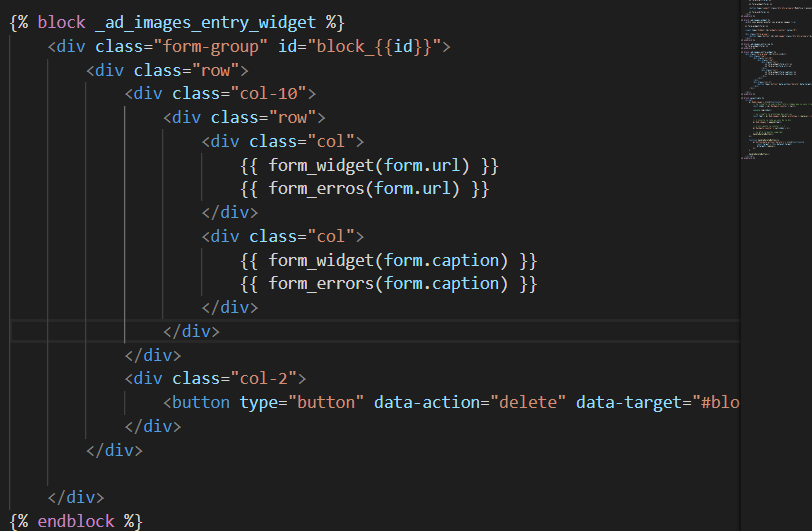 {% block _ad_images_entry_widget %}
<div class="form-group" id="block_{{id}}">
<div class="row">
<div class="col-10">
<div class="row">
<div class="col">
{{ form_widget(form.url) }}
{{ form_erros(form.url) }}
</div>
<div class="col">
{{ form_widget(form.caption) }}
{{ form_errors(form.caption) }}
</div>
</div>
</div>
<div class="col-2">
<button type="button" data-action="delete" data-target="#blo
</div>
</div>
</div>
{% endblock %}